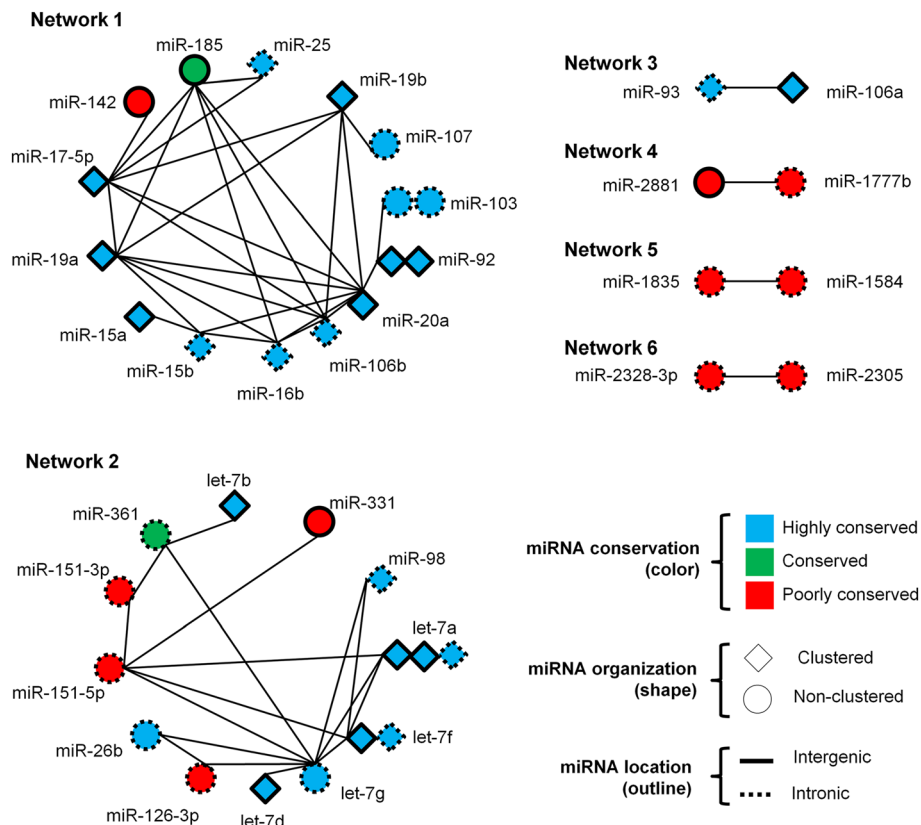 Network 1
miR-185
miR-25
miR-19b
miR-142
miR-107
miR-17-5p
miR-103
miR-19a
miR-92
miR-15a
miR-20a
miR-15b
miR-106b
miR-16b
Network 3
miR-93
miR-106a
Network 4
miR-2881
miR-1777b
Network 5
miR-1835
miR-1584
Network 6
miR-2328-3p
miR-2305
Network 2
let-7b
miR-361
miR-331
miR-98
miR-151-3p
let-7a
miR-151-5p
miR-26b
let-7f
miR-126-3p
let-7d
let-7g
miRNA conservation
(color)
Highly conserved
Conserved
Poorly conserved
miRNA organization
(shape)
Clustered
Non-clustered
miRNA location
(outline)
Intergenic
Intronic